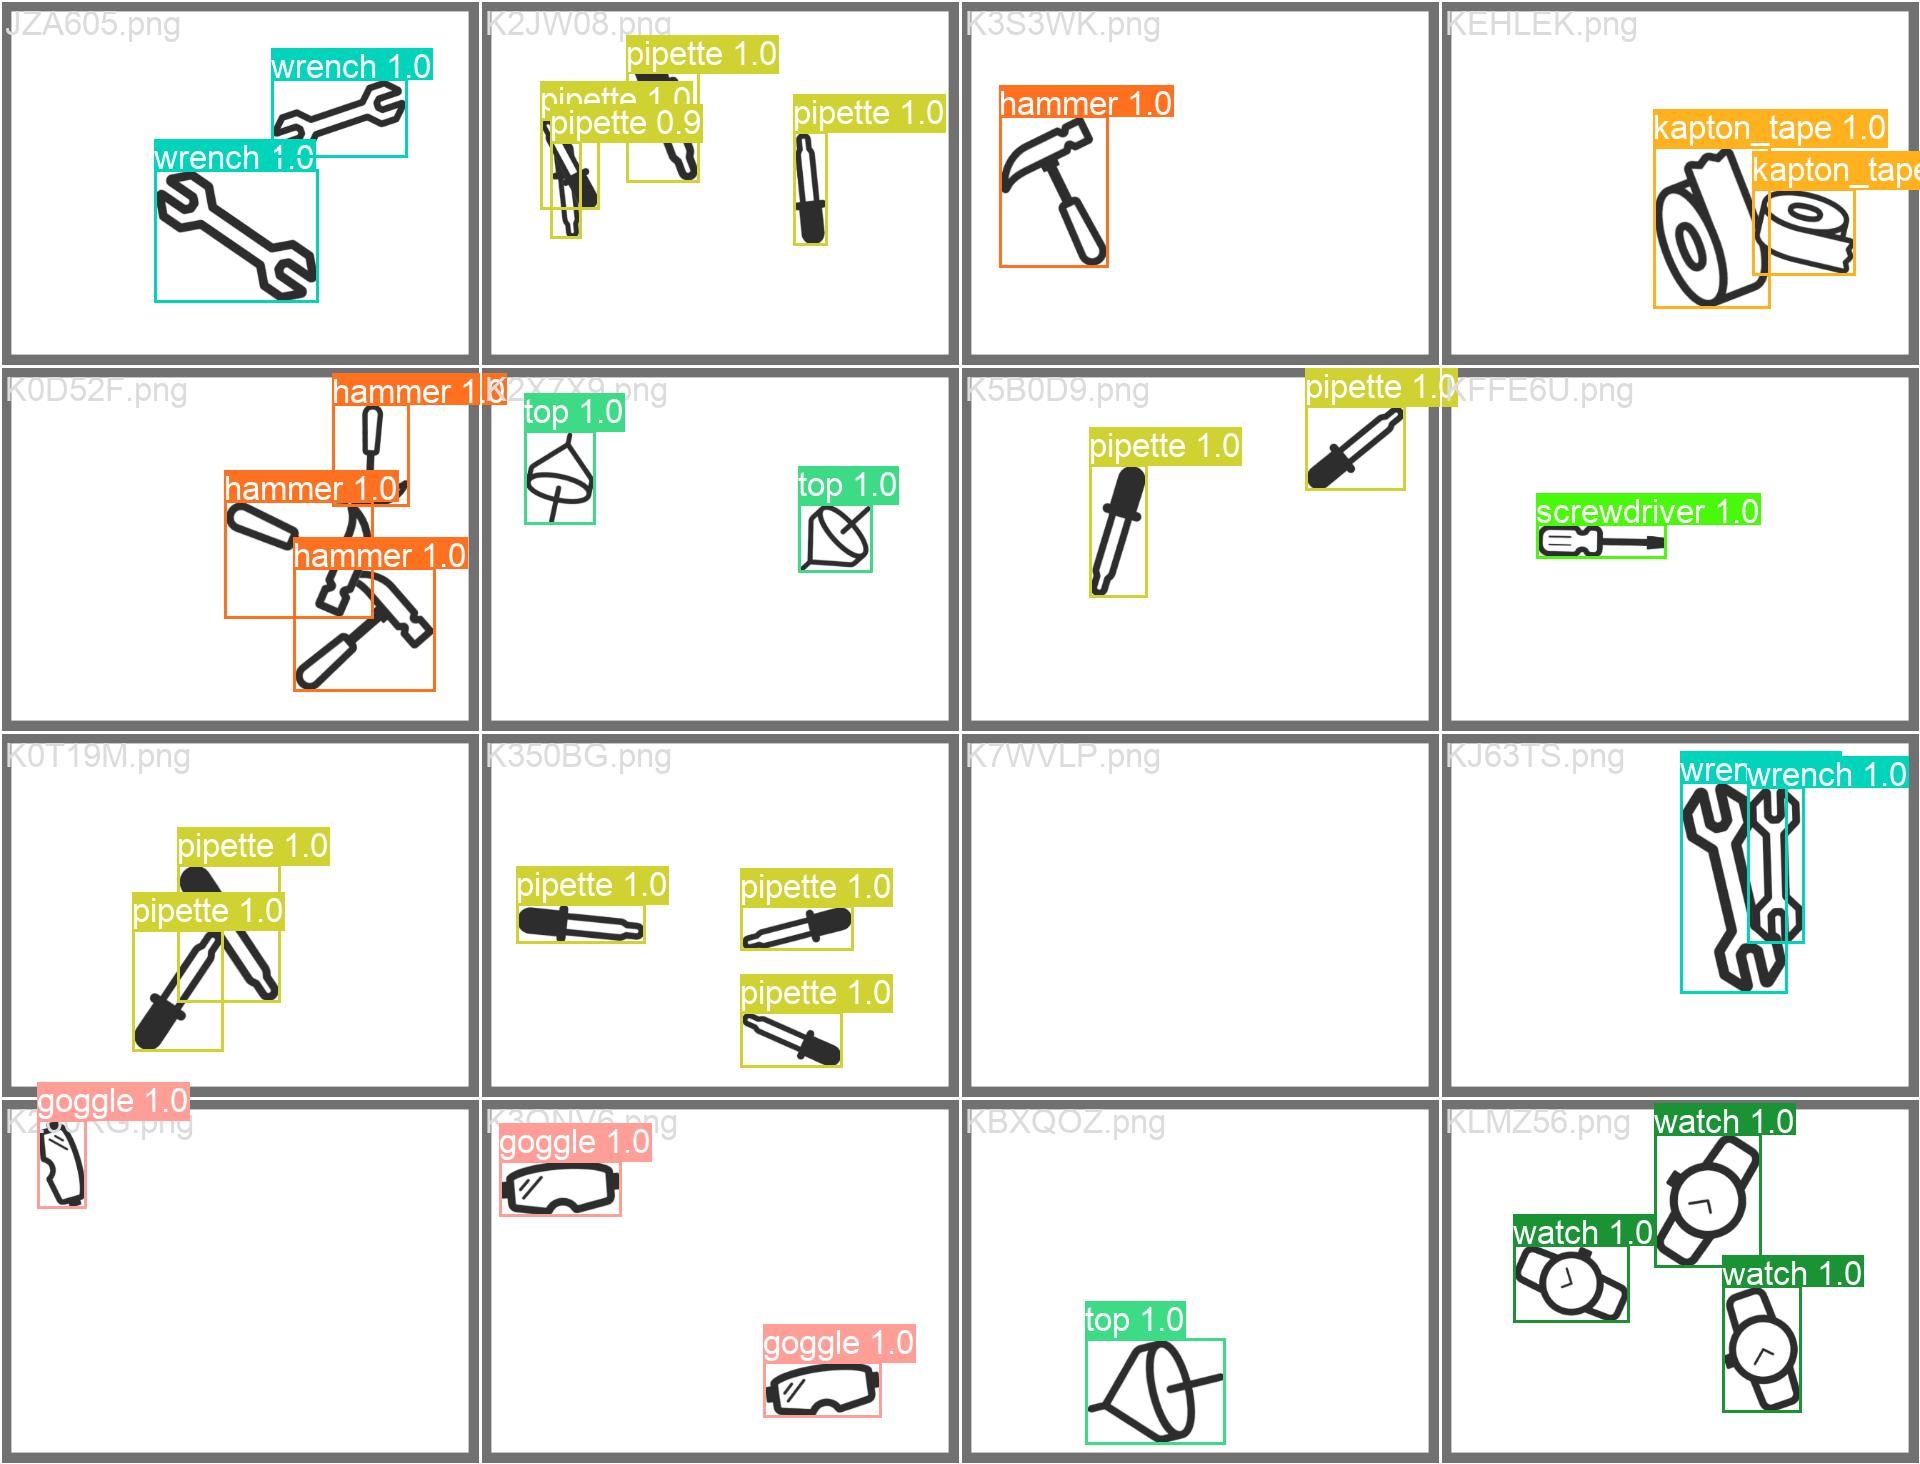 JZA605.png
wrench 1.0
wrench 1.0
K2JW08.png
pipette 1.0
pipette 1.0
pipette 0.9
pipette 1.0
K3S3WK.png
hammer 1.0
KEHLEK.png
kapton_tape 1.0
kapton_tape
K0D52F.png
hammer 1.0
hammer 1.0
hammer 1.0
K2X7X9.png
top 1.0
top 1.0
K5B0D9.png
pipette 1.0
pipette 1.0
KFFE6U.png
screwdriver 1.0
K0T19M.png
pipette 1.0
pipette 1.0
K350BG.png
pipette 1.0
pipette 1.0
pipette 1.0
K7WVLP.png
KJ63TS.png
wren
wrench 1.0
goggle 1.0
goggle 1.0
goggle 1.0
KBXQOZ.png
top 1.0
KLMZ56.png
watch 1.0
watch 1.0
watch 1.0